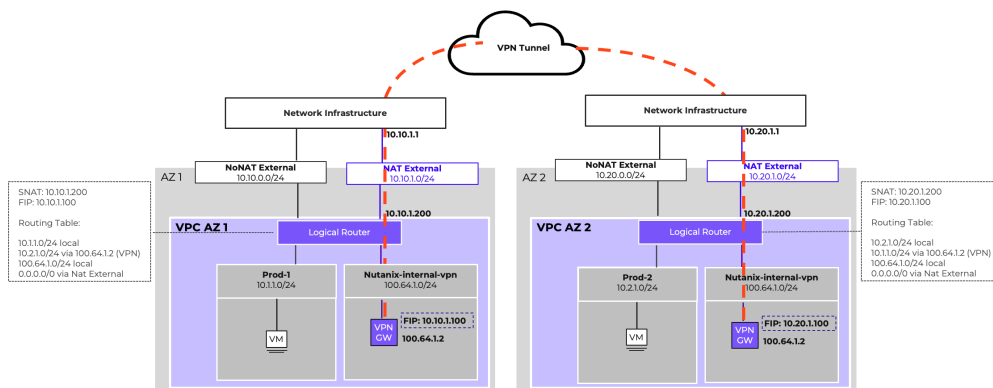 VPN Tunnel
Network Infrastructure
Network Infrastructure
10.10.1.1
10.20.1.1
AZ 1
NoNAT External
10.10.0.0/24
NAT External
10.10.1.0/24
AZ 2
NoNAT External
10.20.0.0/24
NAT External
10.20.1.0/24
SNAT: 10.10.1.200
FIP: 10.10.1.100
Routing Table:
10.1.1.0/24 local
10.2.1.0/24 via 100.64.1.2 (VPN)
100.64.1.0/24 local
0.0.0.0/0 via Nat External
10.10.1.200
VPC AZ 1
Logical Router
Prod-1
10.1.1.0/24
Nutanix-internal-vpn
100.64.1.0/24
VM
VPN
GW
FIP: 10.10.1.100
100.64.1.2
10.20.1.200
VPC AZ 2
Logical Router
Prod-2
10.2.1.0/24
Nutanix-internal-vpn
100.64.1.0/24
VM
VPN
GW
FIP: 10.20.1.100
100.64.1.2
SNAT: 10.20.1.200
FIP: 10.20.1.100
Routing Table:
10.2.1.0/24 local
10.1.1.0/24 via 100.64.1.2 (VPN)
100.64.1.0/24 local
0.0.0.0/0 via Nat External